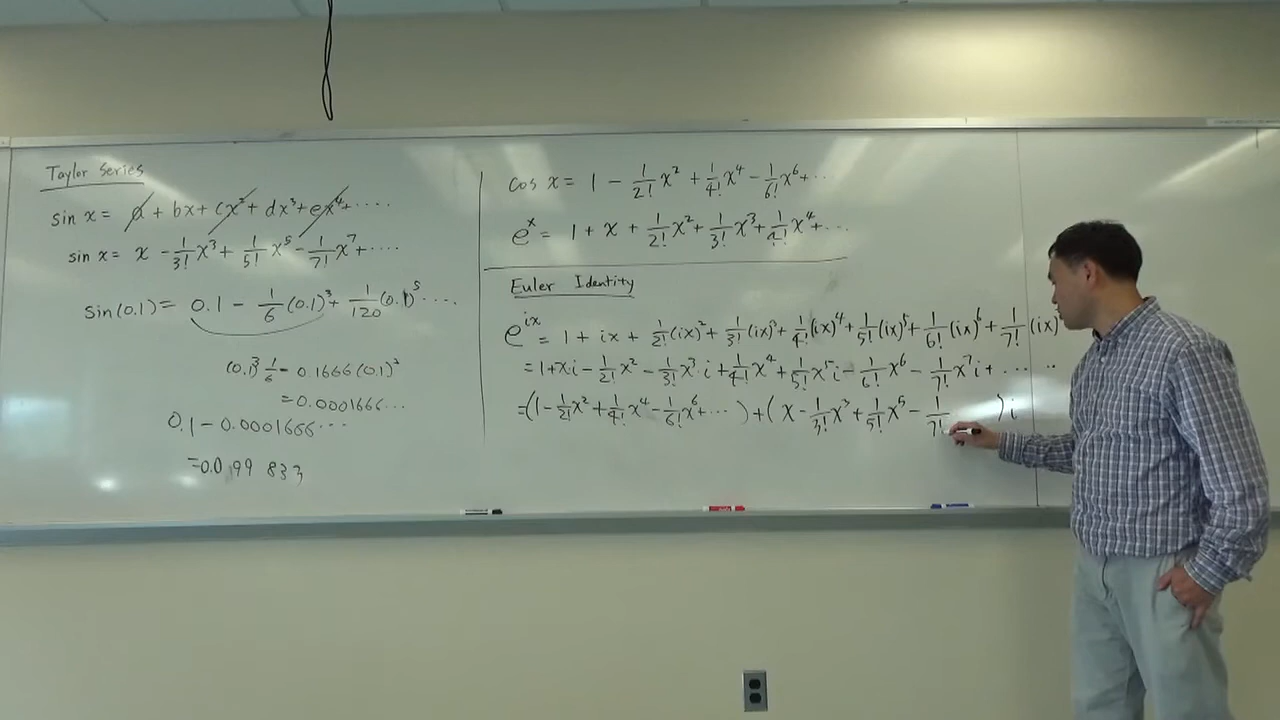 Taylor Series
sin x = a + bx + cx² + dx³ + ex⁴ + ·····
sin x = x - 1/3! x³ + 1/5! x⁵ - 1/7! x⁷ + ····
sin(0.1) = 0.1 - 1/6 (0.1)³ + 1/120 (0.1)⁵ ·····
(0.1)³ 1/6 = 0.1666 (0.1)²
= 0.0001666···
0.1 - 0.0001666···
= 0.0199 833
cos x = 1 - 1/2! x² + 1/4! x⁴ - 1/6! x⁶ + ···
eˣ = 1 + x + 1/2! x² + 1/3! x³ + 1/4! x⁴ + ····
Euler Identity
e^ix = 1 + ix + 1/2! (ix)² + 1/3! (ix)³ + 1/4! (ix)⁴ + 1/5! (ix)⁵ + 1/6! (ix)⁶ + 1/7! (ix)
= 1 + xi - 1/2! x² - 1/3! x³ · i + 1/4! x⁴ + 1/5! x⁵ i - 1/6! x⁶ - 1/7! x⁷ i + ······
= (1 - 1/2! x² + 1/4! x⁴ - 1/6! x⁶ + ··· ) + ( x - 1/3! x³ + 1/5! x⁵ - 1/7! ) i